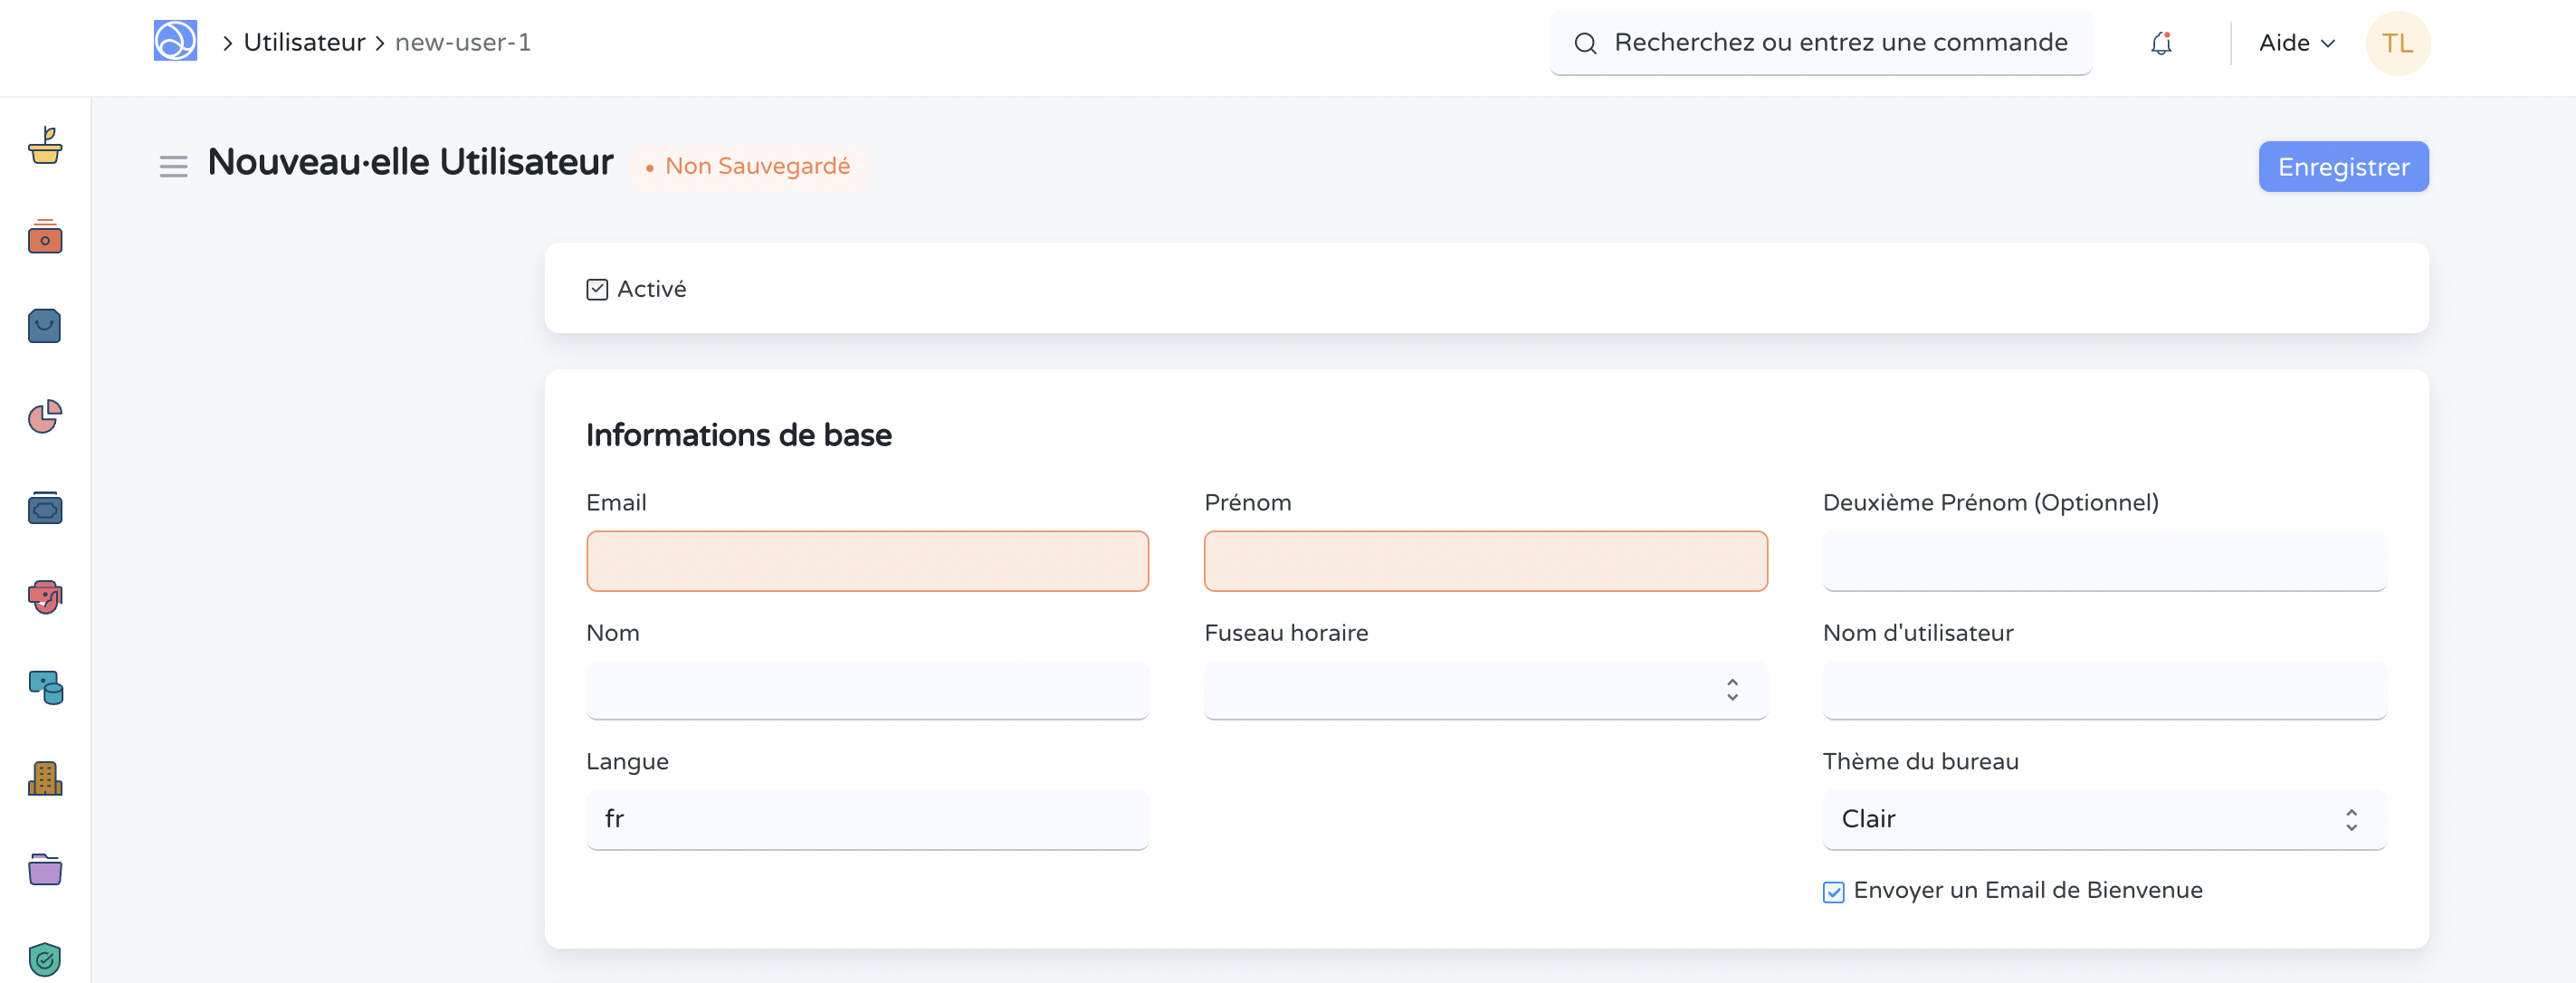 Utilisateur
new-user-1
Recherchez ou entrez une commande
Aide
TL
Nouveau·elle Utilisateur
Non Sauvegardé
Enregistrer
Activé
Informations de base
Email
Prénom
Deuxième Prénom (Optionnel)
Nom
Fuseau horaire
Nom d'utilisateur
Langue
Thème du bureau
fr
Clair
Envoyer un Email de Bienvenue